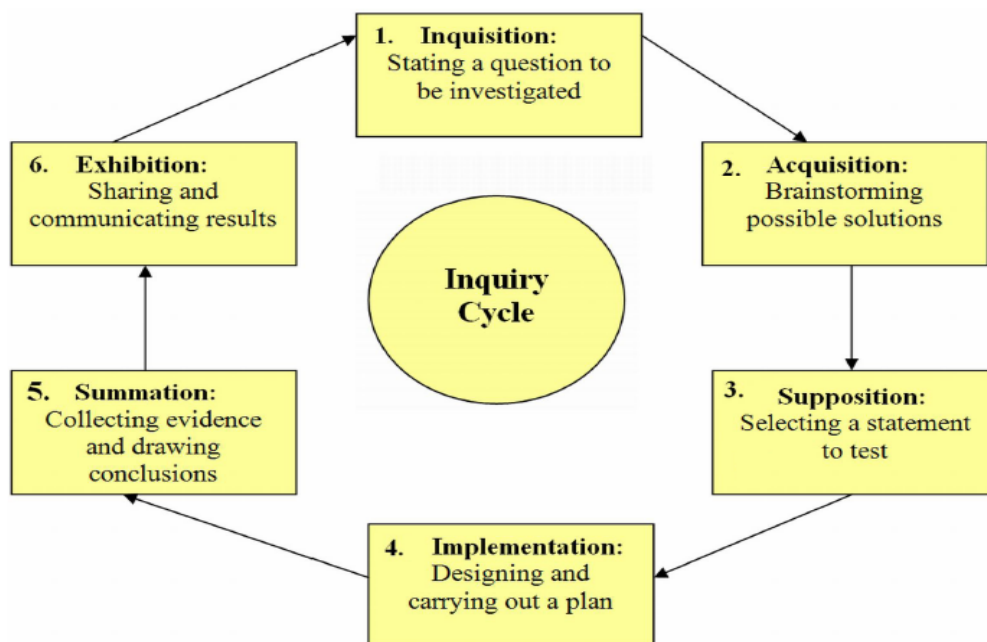 1. Inquisition:
Stating a question to
be investigated
2. Acquisition:
Brainstorming
possible solutions
3. Supposition:
Selecting a statement
to test
4. Implementation:
Designing and
carrying out a plan
5. Summation:
Collecting evidence
and drawing
conclusions
6. Exhibition:
Sharing and
communicating results
Inquiry
Cycle